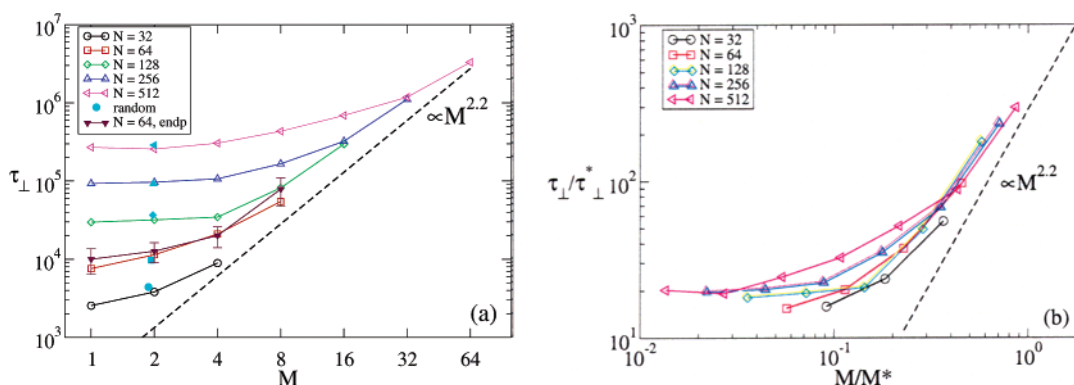 10^7
10^6
10^5
10^4
10^3
τ⊥
N = 32
N = 64
N = 128
N = 256
N = 512
random
N = 64, endp
∝M^2.2
(a)
1 2 4 8 16 32 64
M
10^3
10^2
10^1
τ⊥/τ*⊥
N = 32
N = 64
N = 128
N = 256
N = 512
∝M^2.2
(b)
10^-2 10^-1 10^0
M/M*